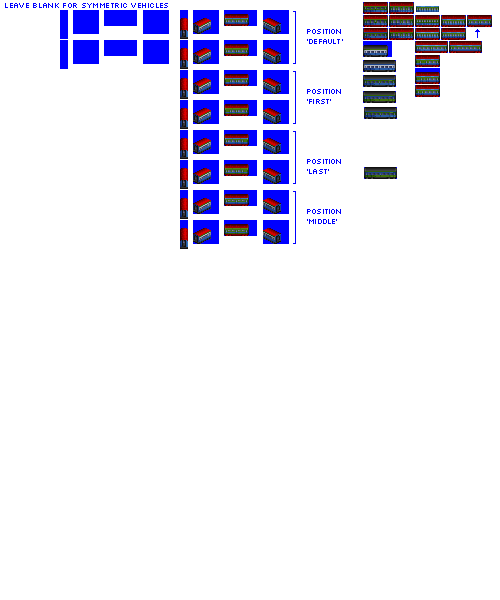 LEAVE BLANK FOR SYMMETRIC VEHICLES
POSITION
'DEFAULT'
POSITION
'FIRST'
POSITION
'LAST'
POSITION
'MIDDLE'